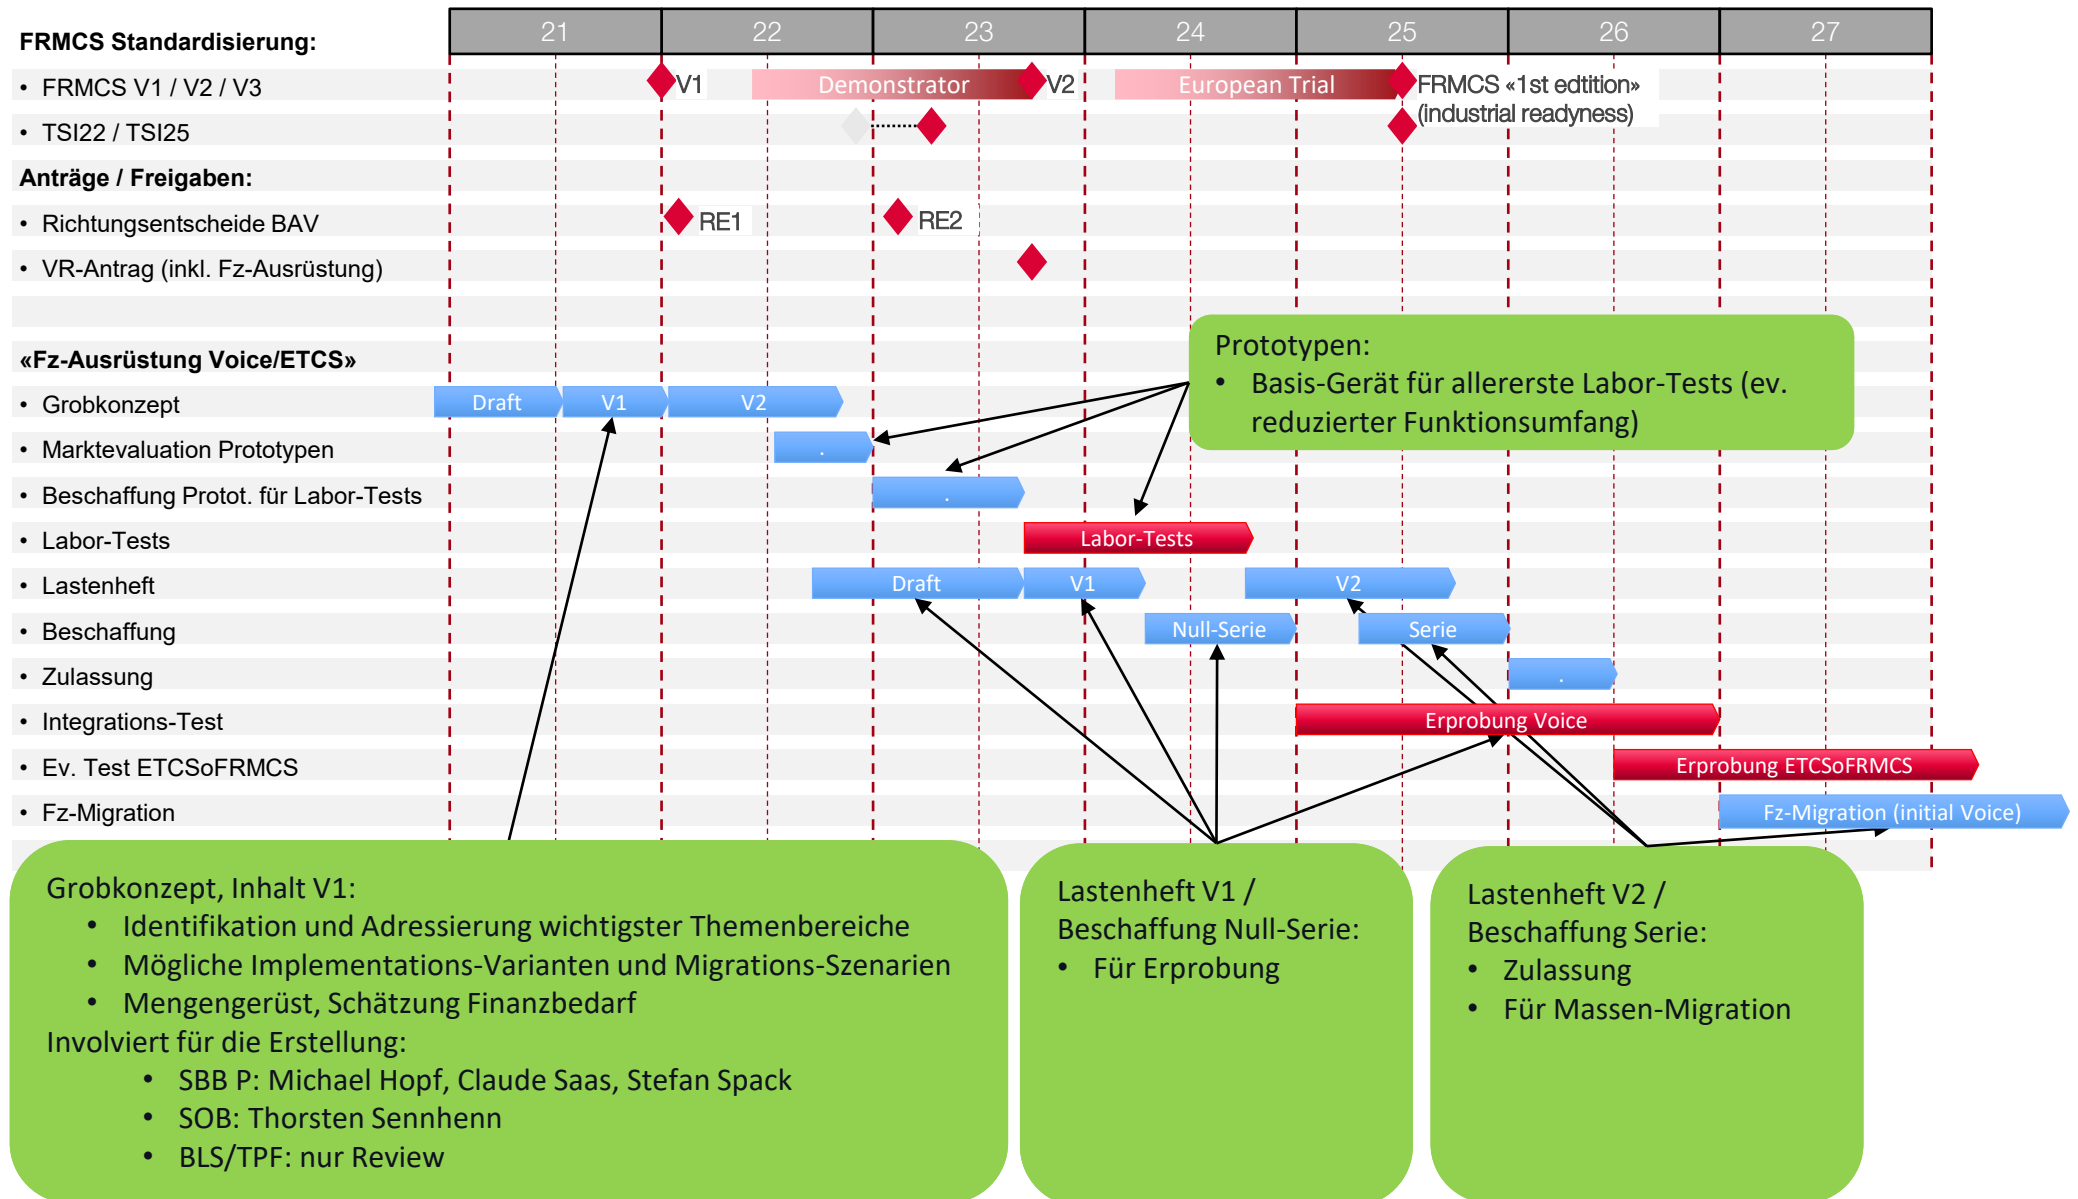 21 22 23 24 25 26 27
FRMCS Standardisierung:
• FRMCS V1 / V2 / V3
V1 Demonstrator V2 European Trial FRMCS «1st edtition»
(industrial readyness)
• TSI22 / TSI25
Anträge / Freigaben:
• Richtungsentscheide BAV
RE1 RE2
• VR-Antrag (inkl. Fz-Ausrüstung)
«Fz-Ausrüstung Voice/ETCS»
• Grobkonzept
Draft V1 V2
• Marktevaluation Prototypen
.
• Beschaffung Protot. für Labor-Tests
.
• Labor-Tests
Labor-Tests
• Lastenheft
Draft V1 V2
• Beschaffung
Null-Serie Serie
• Zulassung
.
• Integrations-Test
Erprobung Voice
• Ev. Test ETCSoFRMCS
Erprobung ETCSoFRMCS
• Fz-Migration
Fz-Migration (initial Voice)
Prototypen:
• Basis-Gerät für allererste Labor-Tests (ev.
reduzierter Funktionsumfang)
Grobkonzept, Inhalt V1:
• Identifikation und Adressierung wichtigster Themenbereiche
• Mögliche Implementations-Varianten und Migrations-Szenarien
• Mengengerüst, Schätzung Finanzbedarf
Involviert für die Erstellung:
• SBB P: Michael Hopf, Claude Saas, Stefan Spack
• SOB: Thorsten Sennhenn
• BLS/TPF: nur Review
Lastenheft V1 /
Beschaffung Null-Serie:
• Für Erprobung
Lastenheft V2 /
Beschaffung Serie:
• Zulassung
• Für Massen-Migration